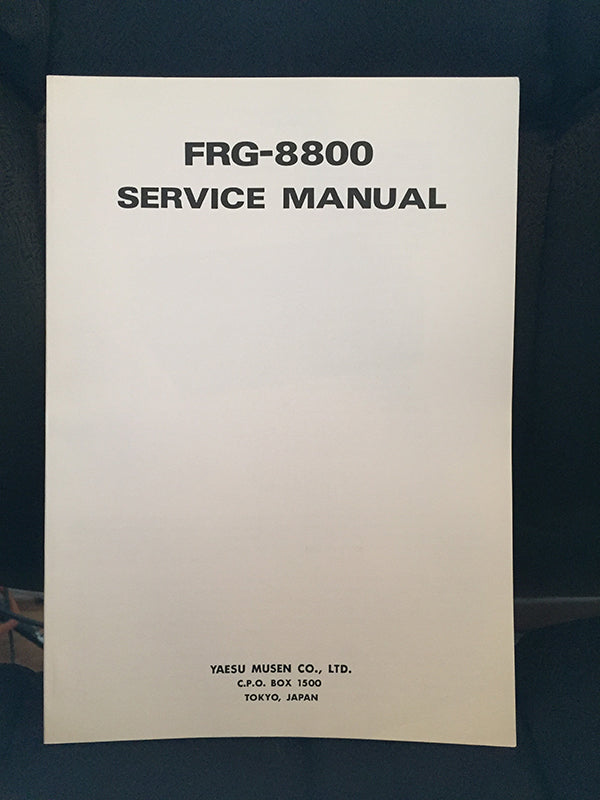 FRG-8800
SERVICE MANUAL
YAESU MUSEN CO., LTD.
C.P.O. BOX 1500
TOKYO, JAPAN